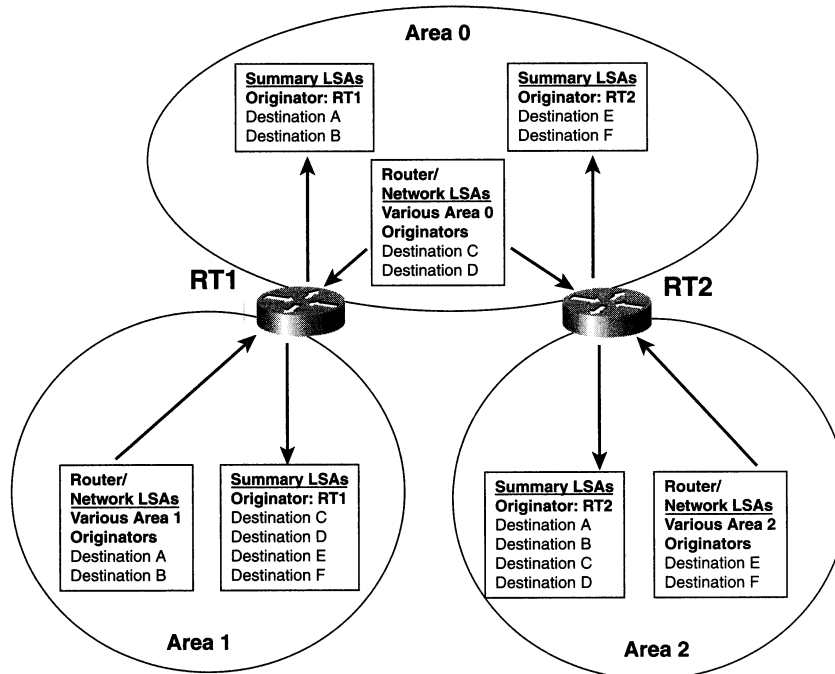 Area 0
Summary LSAs
Originator: RT1
Destination A
Destination B
Summary LSAs
Originator: RT2
Destination E
Destination F
Router/
Network LSAs
Various Area 0
Originators
Destination C
Destination D
RT1
RT2
Router/
Network LSAs
Various Area 1
Originators
Destination A
Destination B
Summary LSAs
Originator: RT1
Destination C
Destination D
Destination E
Destination F
Area 1
Summary LSAs
Originator: RT2
Destination A
Destination B
Destination C
Destination D
Router/
Network LSAs
Various Area 2
Originators
Destination E
Destination F
Area 2